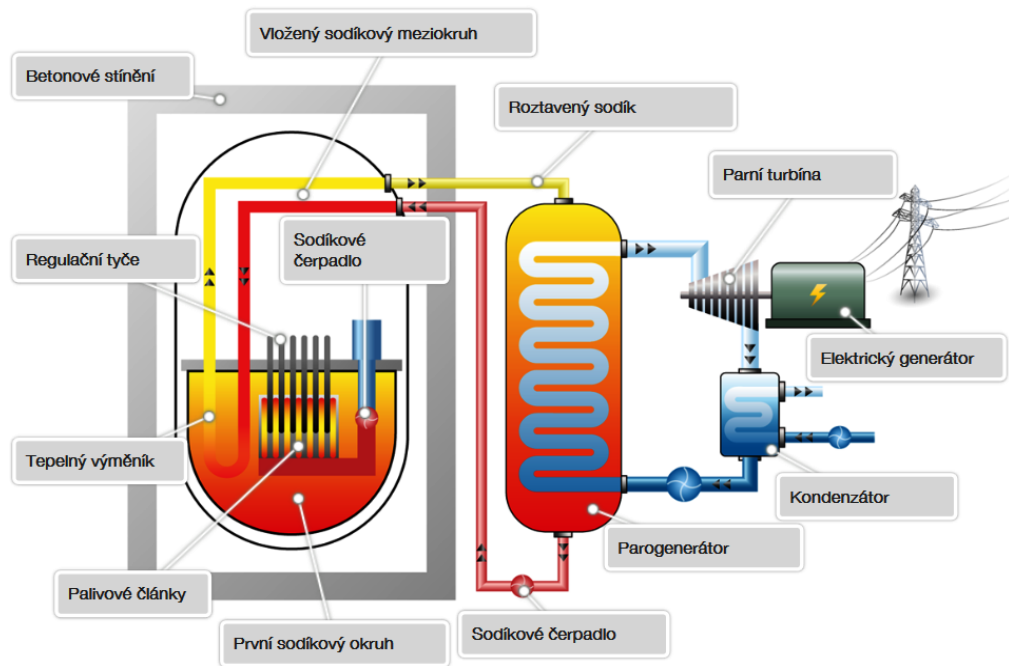 Vložený sodíkový meziokruh
Betonové stínění
Roztavený sodík
Parní turbína
Regulační tyče
Sodíkové
čerpadlo
Elektrický generátor
Tepelný výměník
Kondenzátor
Parogenerátor
Palivové články
První sodíkový okruh
Sodíkové čerpadlo